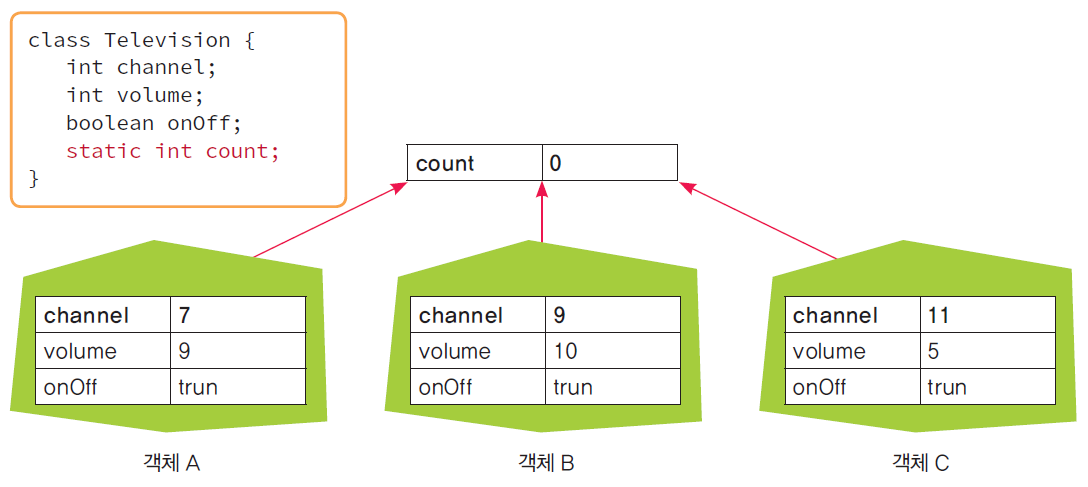 class Television {
int channel;
int volume;
boolean onOff;
static int count;
}
count 0
channel 7
volume 9
onOff trun
객체 A
channel 9
volume 10
onOff trun
객체 B
channel 11
volume 5
onOff trun
객체 C